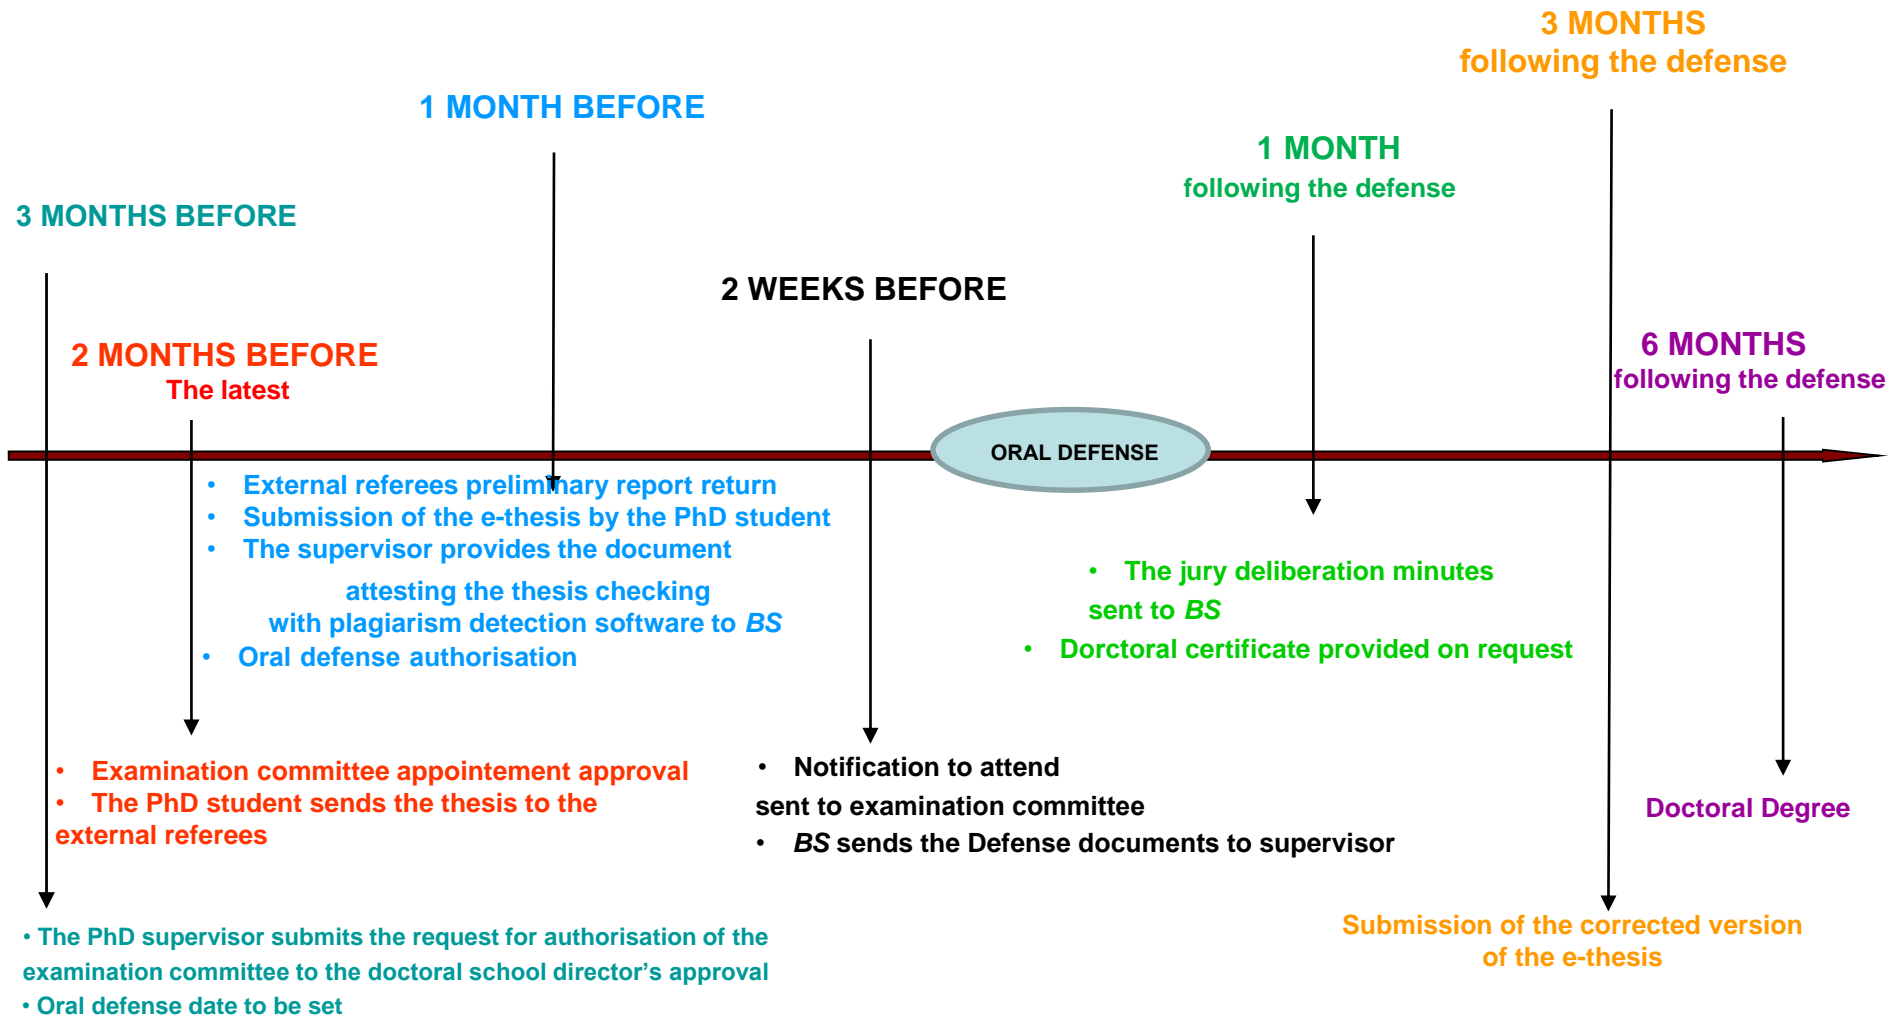 3 MONTHS
following the defense
1 MONTH BEFORE
1 MONTH
following the defense
3 MONTHS BEFORE
2 WEEKS BEFORE
2 MONTHS BEFORE
The latest
6 MONTHS
following the defense
ORAL DEFENSE
• External referees preliminary report return
• Submission of the e-thesis by the PhD student
• The supervisor provides the document
attesting the thesis checking
with plagiarism detection software to BS
• Oral defense authorisation
• The jury deliberation minutes
sent to BS
• Dorctoral certificate provided on request
• Examination committee appointement approval
• The PhD student sends the thesis to the
external referees
• Notification to attend
sent to examination committee
• BS sends the Defense documents to supervisor
Doctoral Degree
• The PhD supervisor submits the request for authorisation of the
examination committee to the doctoral school director’s approval
• Oral defense date to be set
Submission of the corrected version
of the e-thesis